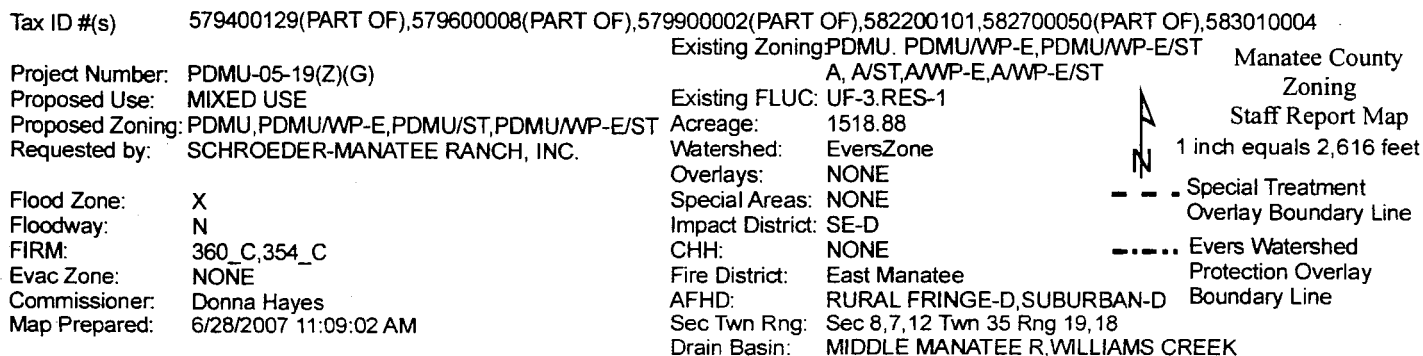 Tax ID #(s) 579400129(PART OF),579600008(PART OF),579900002(PART OF),582200101,582700050(PART OF),583010004
Project Number: PDMU-05-19(Z)(G)
Proposed Use: MIXED USE
Proposed Zoning: PDMU,PDMU/WP-E,PDMU/ST,PDMU/WP-E/ST
Requested by: SCHROEDER-MANATEE RANCH, INC.
Flood Zone: X
Floodway: N
FIRM: 360_C,354_C
Evac Zone: NONE
Commissioner: Donna Hayes
Map Prepared: 6/28/2007 11:09:02 AM
Existing Zoning:PDMU. PDMU/WP-E,PDMU/WP-E/ST
A, A/ST,A/WP-E,A/WP-E/ST
Existing FLUC: UF-3.RES-1
Acreage: 1518.88
Watershed: EversZone
Overlays: NONE
Special Areas: NONE
Impact District: SE-D
CHH: NONE
Fire District: East Manatee
AFHD: RURAL FRINGE-D,SUBURBAN-D
Sec Twn Rng: Sec 8,7,12 Twn 35 Rng 19,18
Drain Basin: MIDDLE MANATEE R,WILLIAMS CREEK
Manatee County
Zoning
Staff Report Map
N
1 inch equals 2,616 feet
Special Treatment
Overlay Boundary Line
Evers Watershed
Protection Overlay
Boundary Line